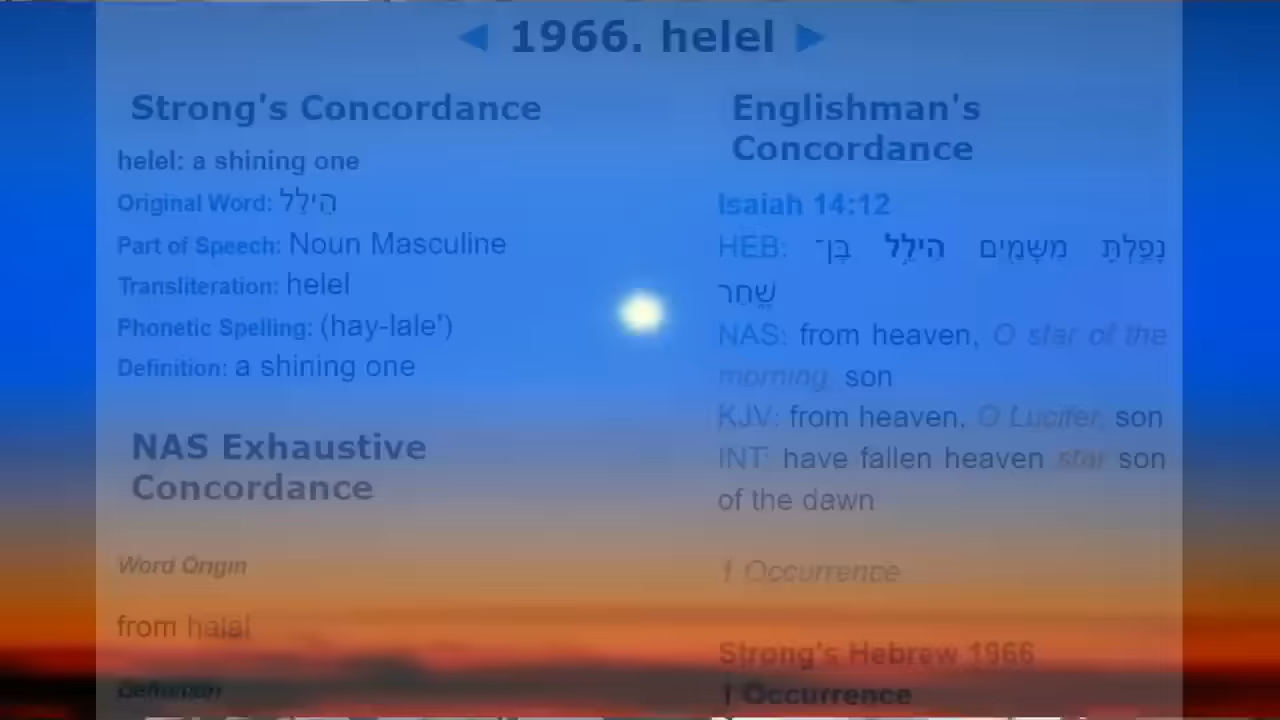 ◄ 1966. helel ►
Strong's Concordance
helel: a shining one
Original Word: הֵילֵל
Part of Speech: Noun Masculine
Transliteration: helel
Phonetic Spelling: (hay-lale')
Definition: a shining one
NAS Exhaustive
Concordance
Word Origin
from halal
Definition
Englishman's
Concordance
Isaiah 14:12
HEB: נָפַ֥לְתָּ מִשָּׁמַ֖יִם הֵילֵ֣ל בֶּן־
שָׁ֑חַר
NAS: from heaven, O star of the
morning, son
KJV: from heaven, O Lucifer, son
INT: have fallen heaven star son
of the dawn
1 Occurrence
Strong's Hebrew 1966
1 Occurrence